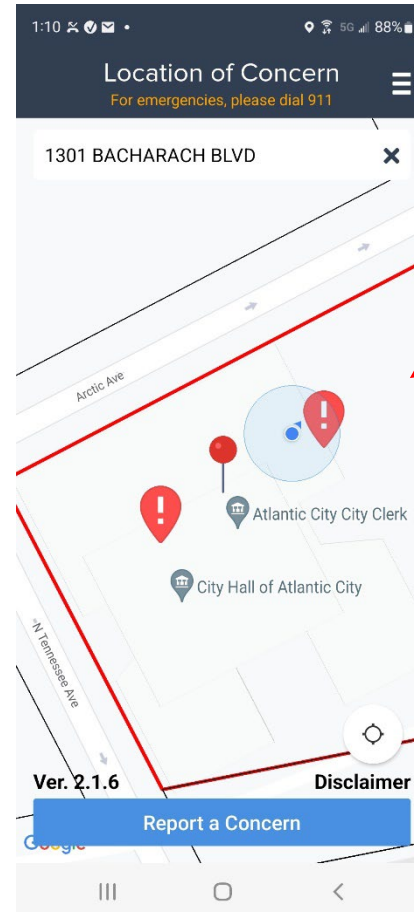 1:10
5G
88%
Location of Concern
For emergencies, please dial 911
1301 BACHARACH BLVD
Arctic Ave
Atlantic City City Clerk
City Hall of Atlantic City
N Tennessee Ave
Ver. 2.1.6
Disclaimer
Report a Concern
Google